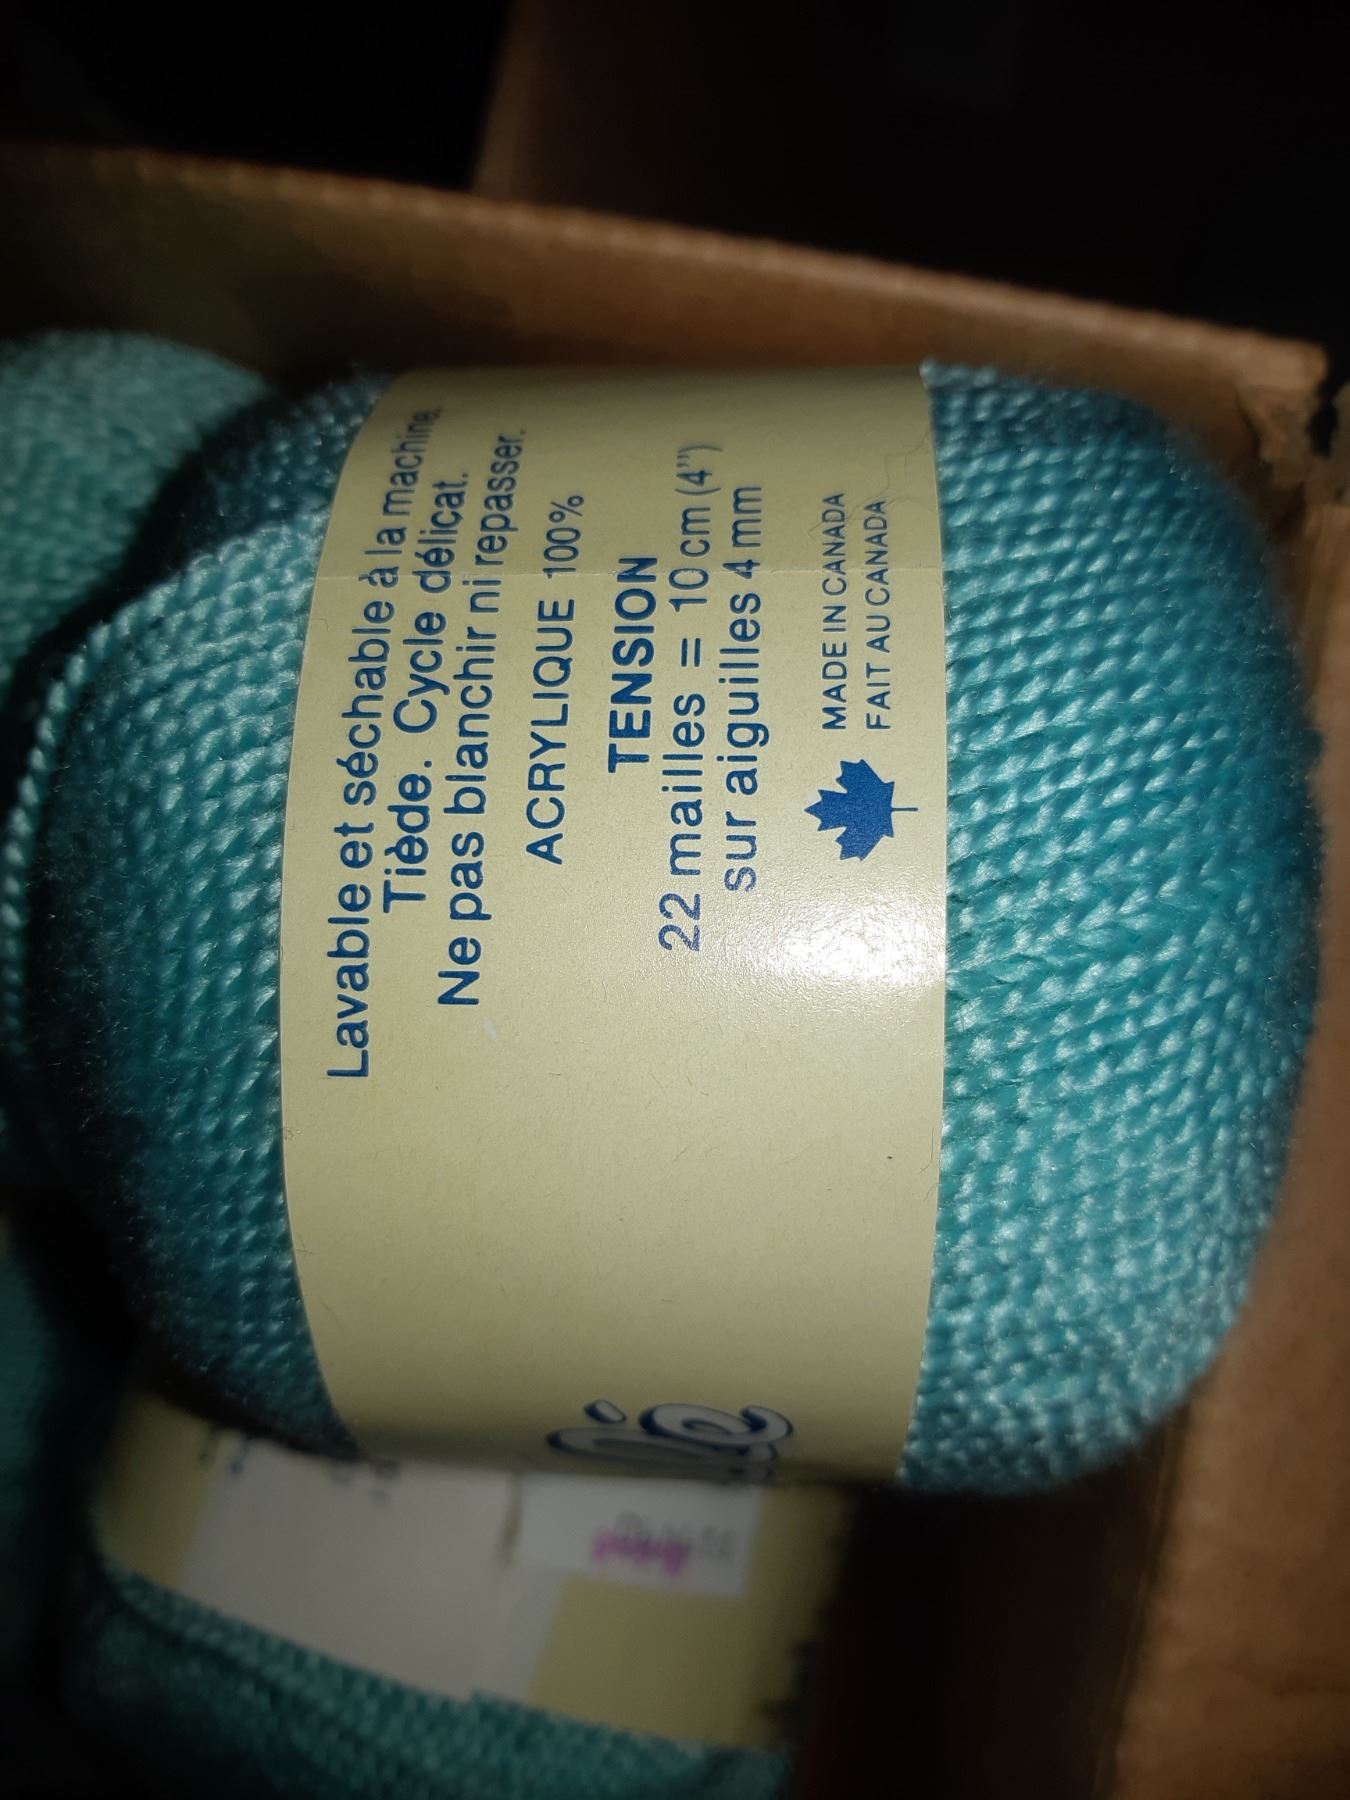 Lavable et séchable à la machine.
Tiède. Cycle délicat.
Ne pas blanchir ni repasser.
ACRYLIQUE 100%
TENSION
22 mailles = 10 cm (4")
sur aiguilles 4 mm
MADE IN CANADA
FAIT AU CANADA